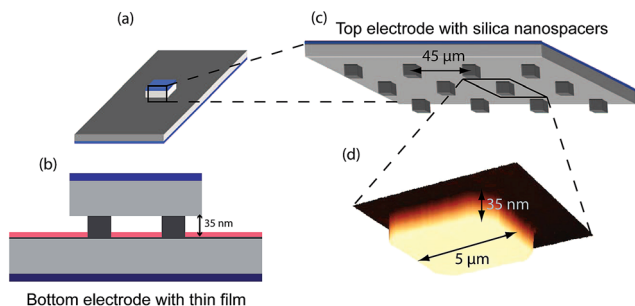 (a)
(c)
Top electrode with silica nanospacers
45 μm
(b)
35 nm
(d)
35 nm
5 μm
Bottom electrode with thin film